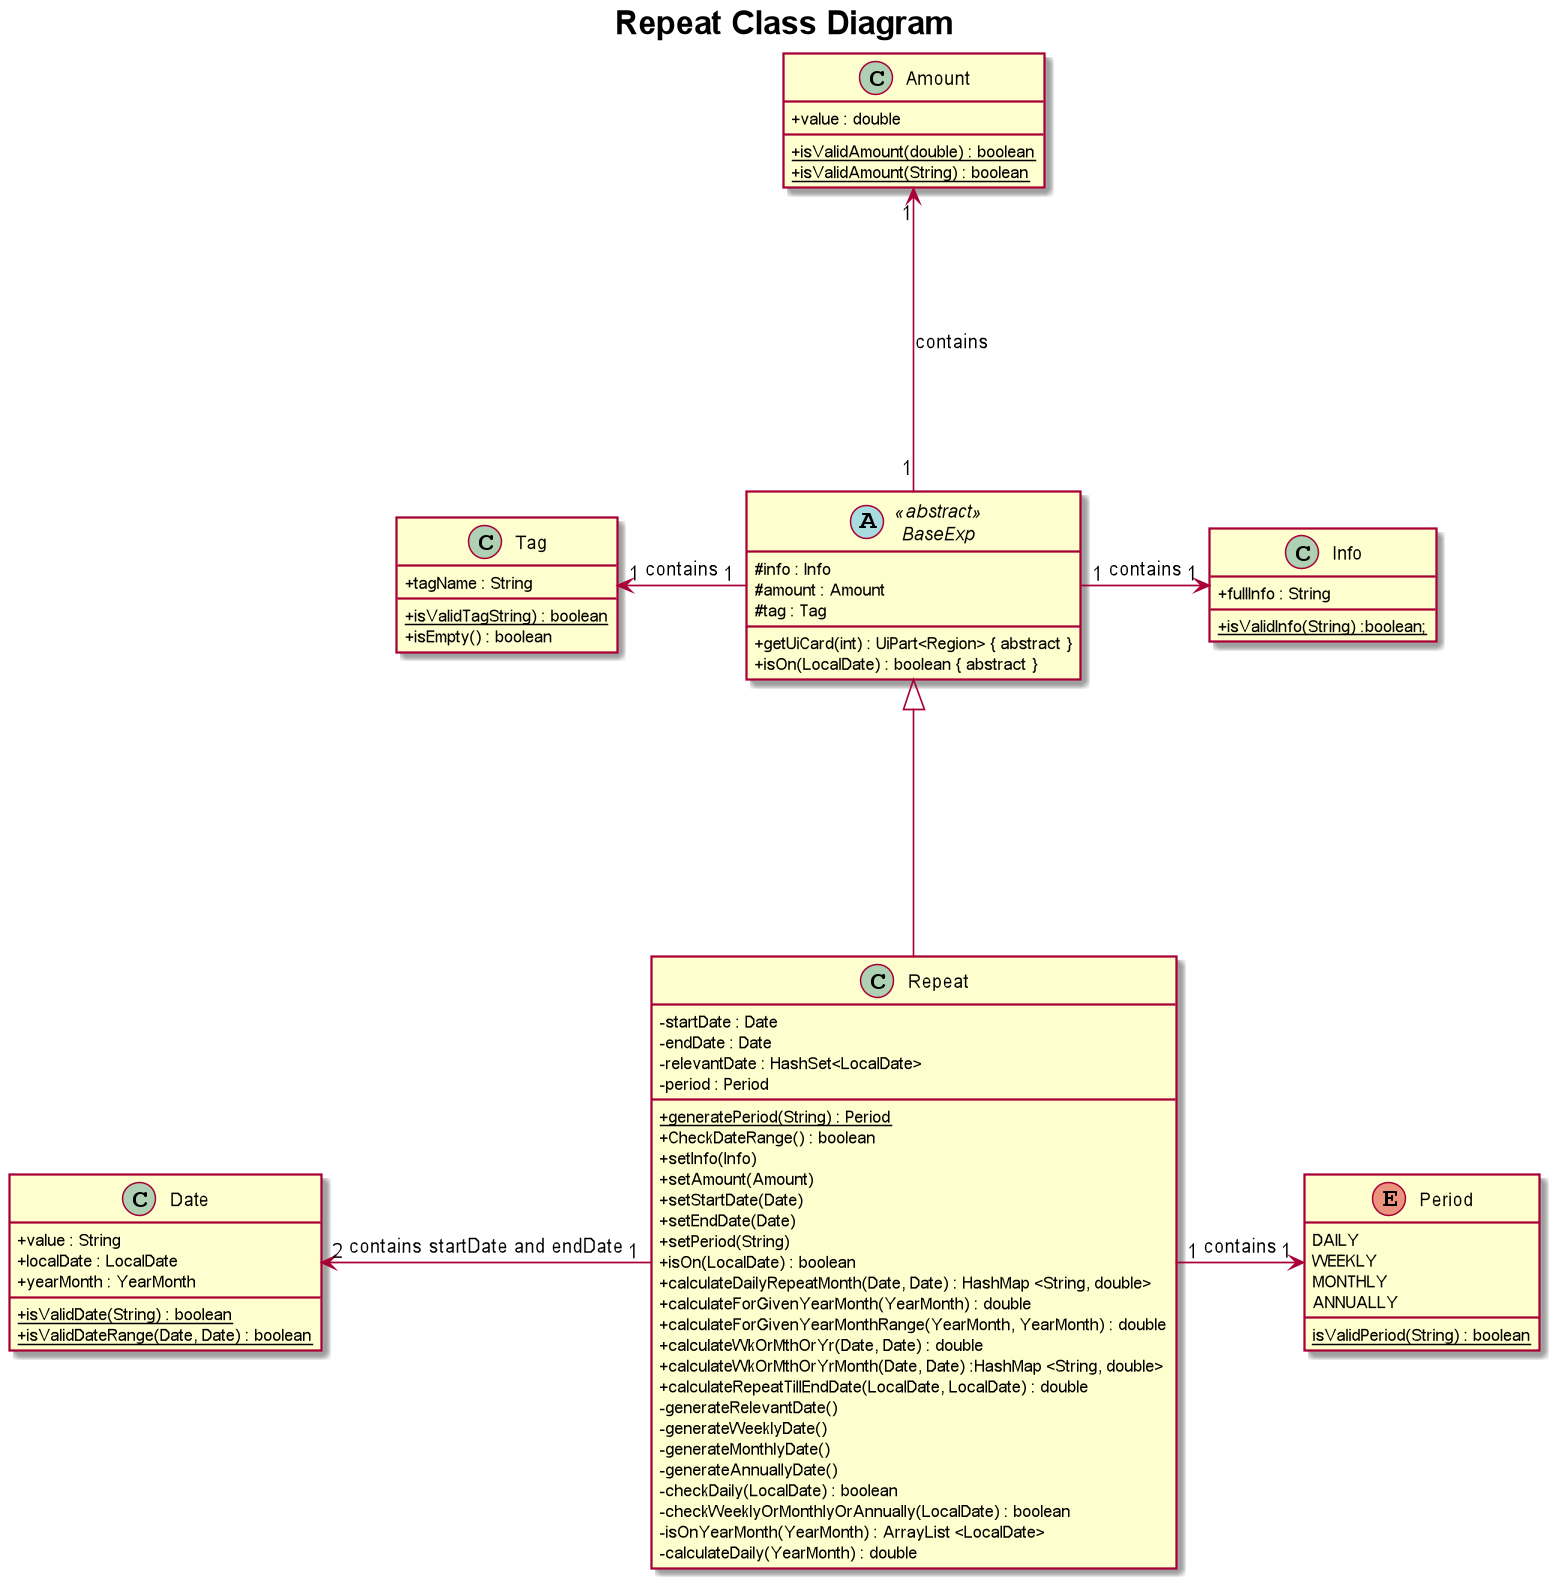 Repeat Class Diagram
C Amount
+value : double
+isValidAmount(double) : boolean
+isValidAmount(String) : boolean
1
contains
1
C Tag
+tagName : String
+isValidTagString) : boolean
+isEmpty() : boolean
1 contains 1
A «abstract»
BaseExp
#info : Info
#amount : Amount
#tag : Tag
+getUiCard(int) : UiPart<Region> { abstract }
+isOn(LocalDate) : boolean { abstract }
1 contains 1
C Info
+fullInfo : String
+isValidInfo(String) :boolean;
C Repeat
-startDate : Date
-endDate : Date
-relevantDate : HashSet<LocalDate>
-period : Period
+generatePeriod(String) : Period
+CheckDateRange() : boolean
+setInfo(Info)
+setAmount(Amount)
+setStartDate(Date)
+setEndDate(Date)
+setPeriod(String)
+isOn(LocalDate) : boolean
+calculateDailyRepeatMonth(Date, Date) : HashMap <String, double>
+calculateForGivenYearMonth(YearMonth) : double
+calculateForGivenYearMonthRange(YearMonth, YearMonth) : double
+calculateWkOrMthOrYr(Date, Date) : double
+calculateWkOrMthOrYrMonth(Date, Date) :HashMap <String, double>
+calculateRepeatTillEndDate(LocalDate, LocalDate) : double
-generateRelevantDate()
-generateWeeklyDate()
-generateMonthlyDate()
-generateAnnuallyDate()
-checkDaily(LocalDate) : boolean
-checkWeeklyOrMonthlyOrAnnually(LocalDate) : boolean
-isOnYearMonth(YearMonth) : ArrayList <LocalDate>
-calculateDaily(YearMonth) : double
C Date
+value : String
+localDate : LocalDate
+yearMonth : YearMonth
+isValidDate(String) : boolean
+isValidDateRange(Date, Date) : boolean
2 contains startDate and endDate 1
1 contains 1
E Period
DAILY
WEEKLY
MONTHLY
ANNUALLY
isValidPeriod(String) : boolean